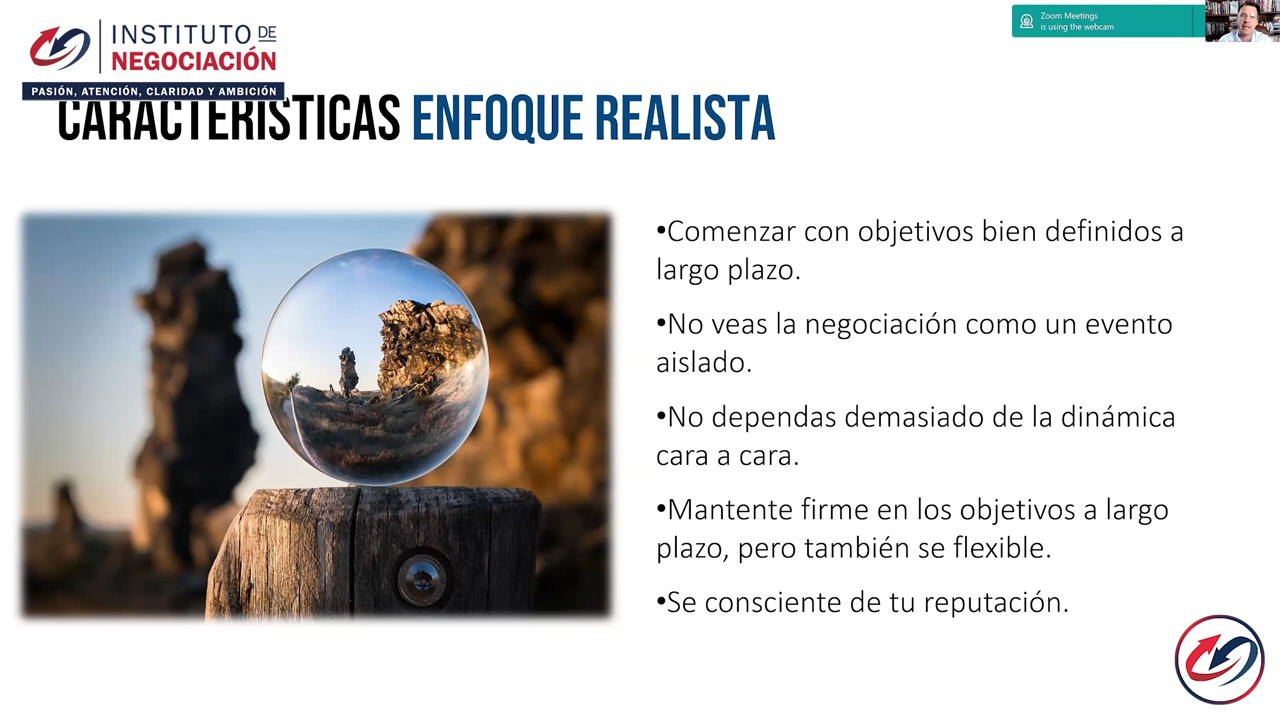 INSTITUTO DE
NEGOCIACIÓN
PASIÓN, ATENCIÓN, CLARIDAD Y AMBICIÓN
Zoom Meetings
is using the webcam
CARACTERÍSTICAS ENFOQUE REALISTA
•Comenzar con objetivos bien definidos a
largo plazo.
•No veas la negociación como un evento
aislado.
•No dependas demasiado de la dinámica
cara a cara.
•Mantente firme en los objetivos a largo
plazo, pero también se flexible.
•Se consciente de tu reputación.